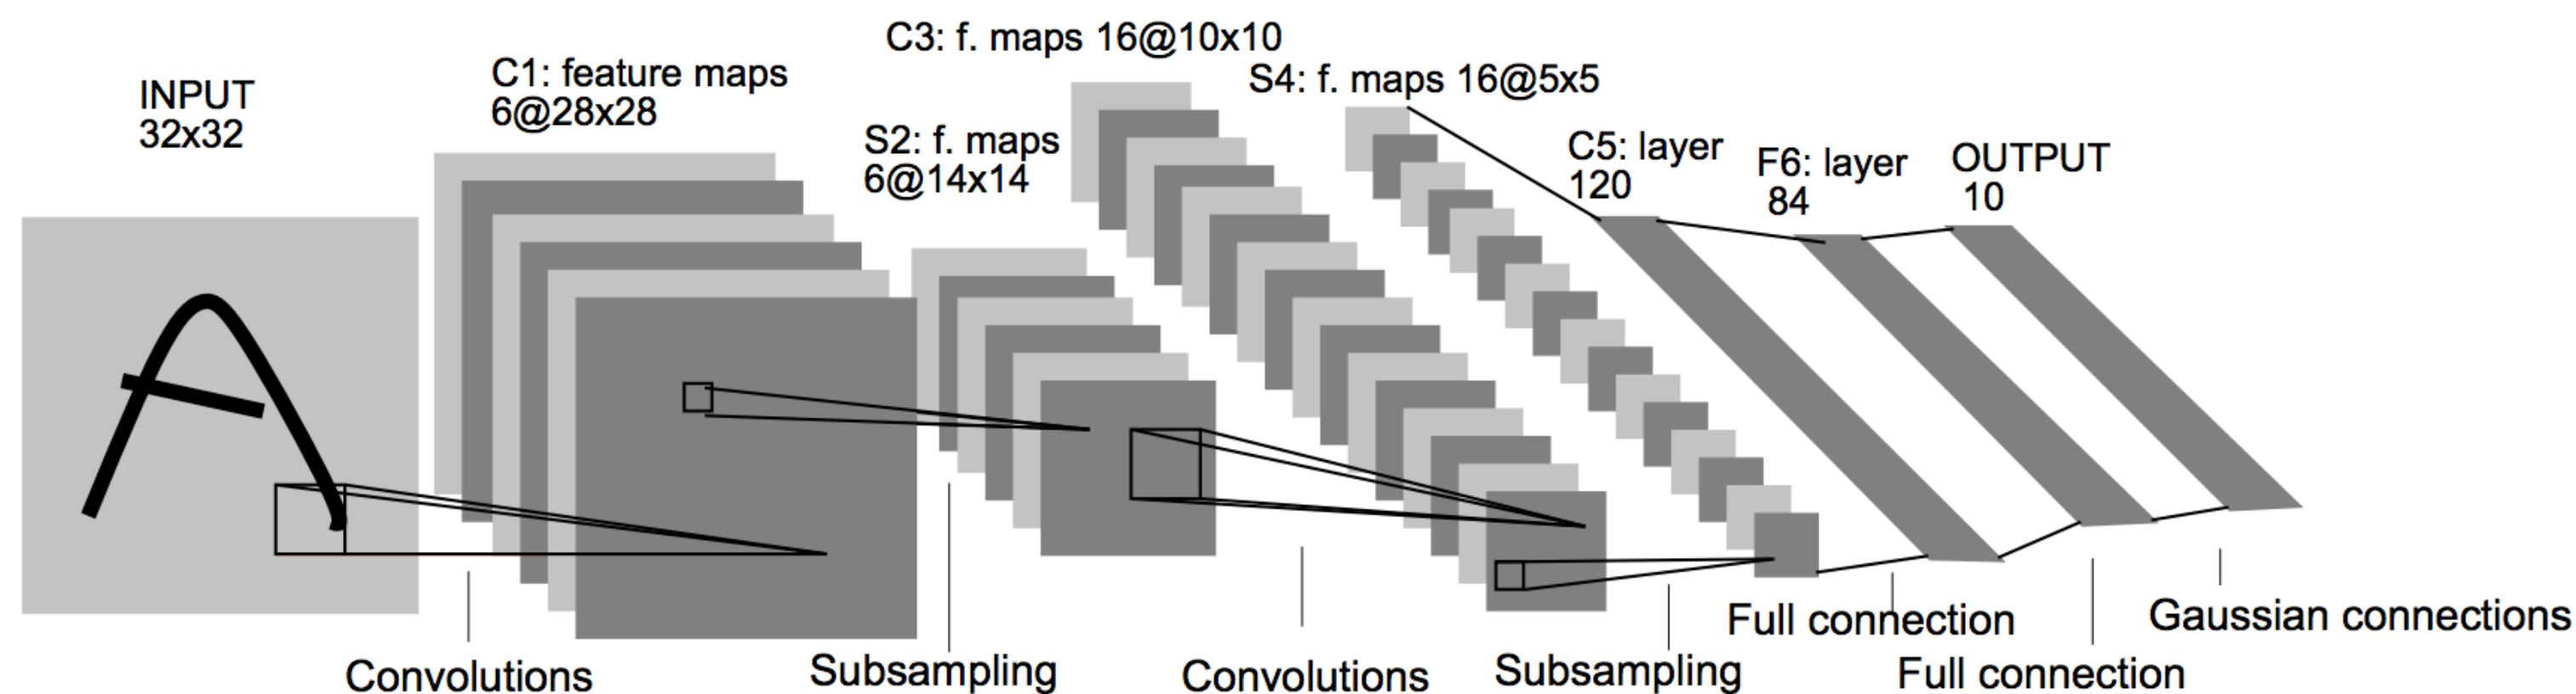 C3: f. maps 16@10x10
INPUT
32x32
C1: feature maps
6@28x28
S2: f. maps
6@14x14
S4: f. maps 16@5x5
C5: layer
120
F6: layer
84
OUTPUT
10
Convolutions
Subsampling
Convolutions
Subsampling
Full connection
Full connection
Gaussian connections